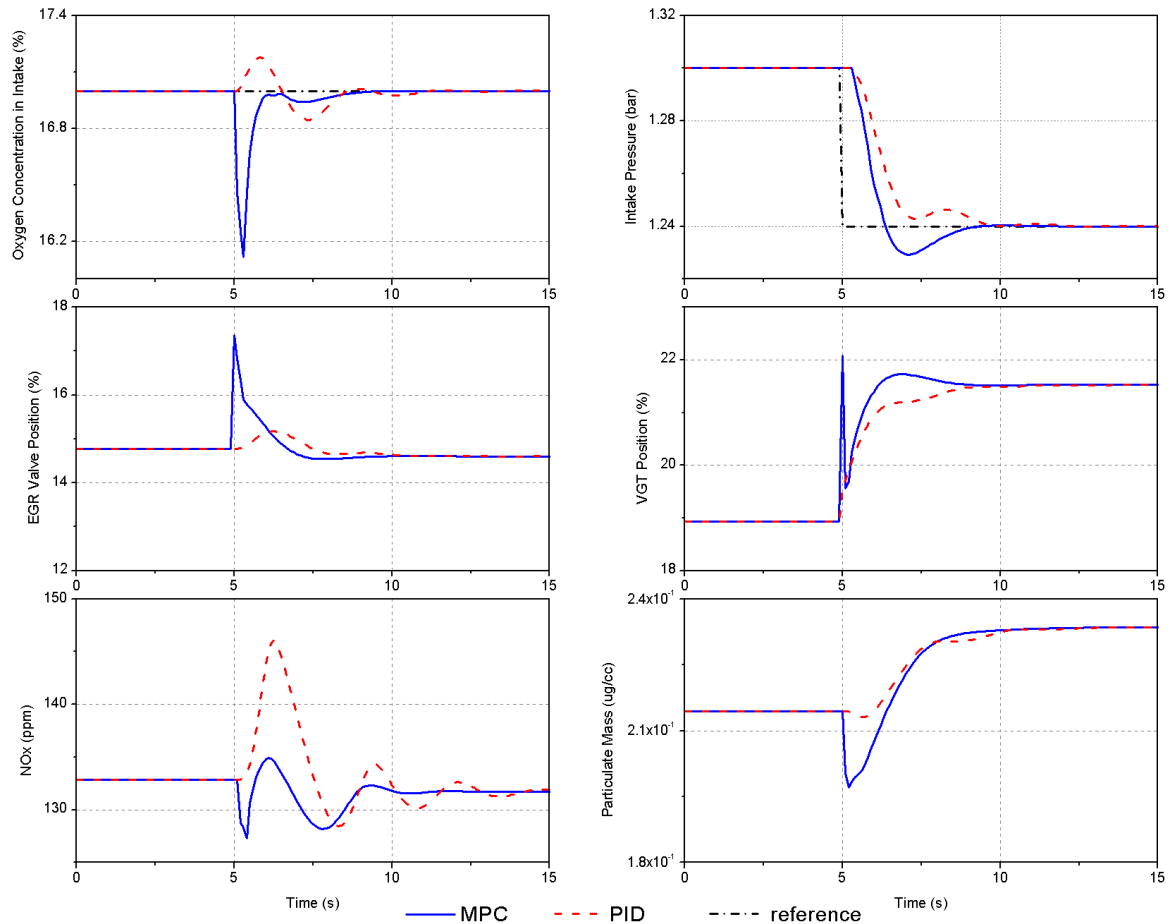 17.4
16.8
16.2
Oxygen Concentration in Intake (%)
0 5 10 15
1.32
1.28
1.24
Intake Pressure (bar)
0 5 10 15
18
16
14
12
EGR Valve Position (%)
0 5 10 15
22
20
18
VGT Position (%)
0 5 10 15
150
140
130
NOx (ppm)
0 5 10 15
Time (s)
2.4x10⁻¹
2.1x10⁻¹
1.8x10⁻¹
Particulate Mass (ug/cc)
0 5 10 15
Time (s)
MPC PID reference